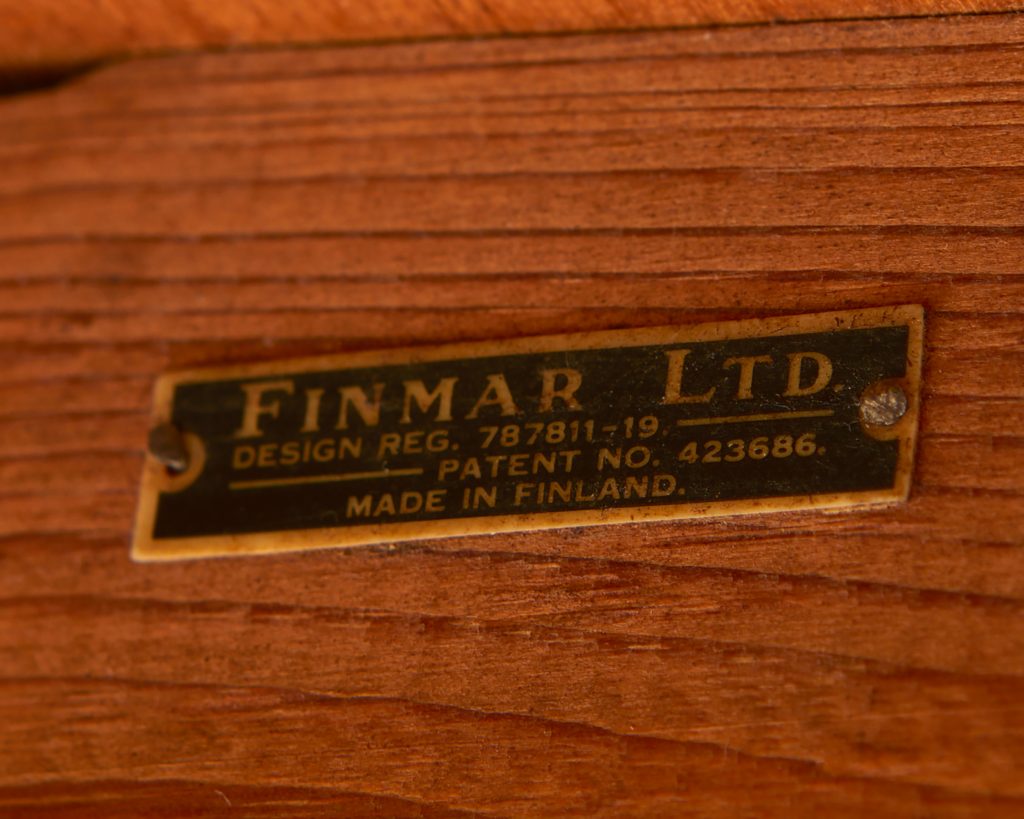 FINMAR LTD.
DESIGN REG. 787811-19.
PATENT NO. 423686.
MADE IN FINLAND.